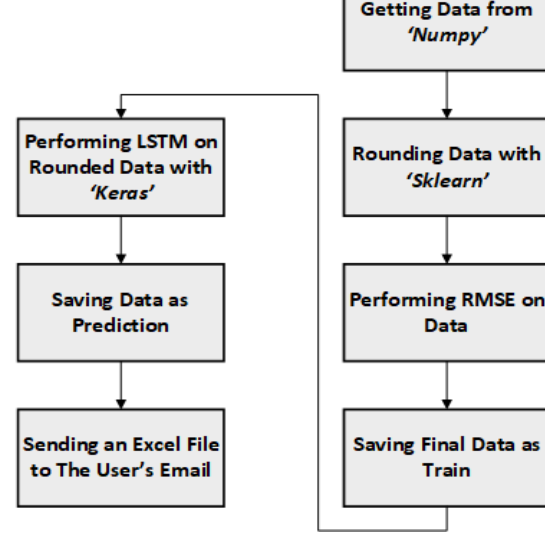 Getting Data from
‘Numpy’
Rounding Data with
‘Sklearn’
Performing RMSE on
Data
Saving Final Data as
Train
Performing LSTM on
Rounded Data with
‘Keras’
Saving Data as
Prediction
Sending an Excel File
to The User’s Email